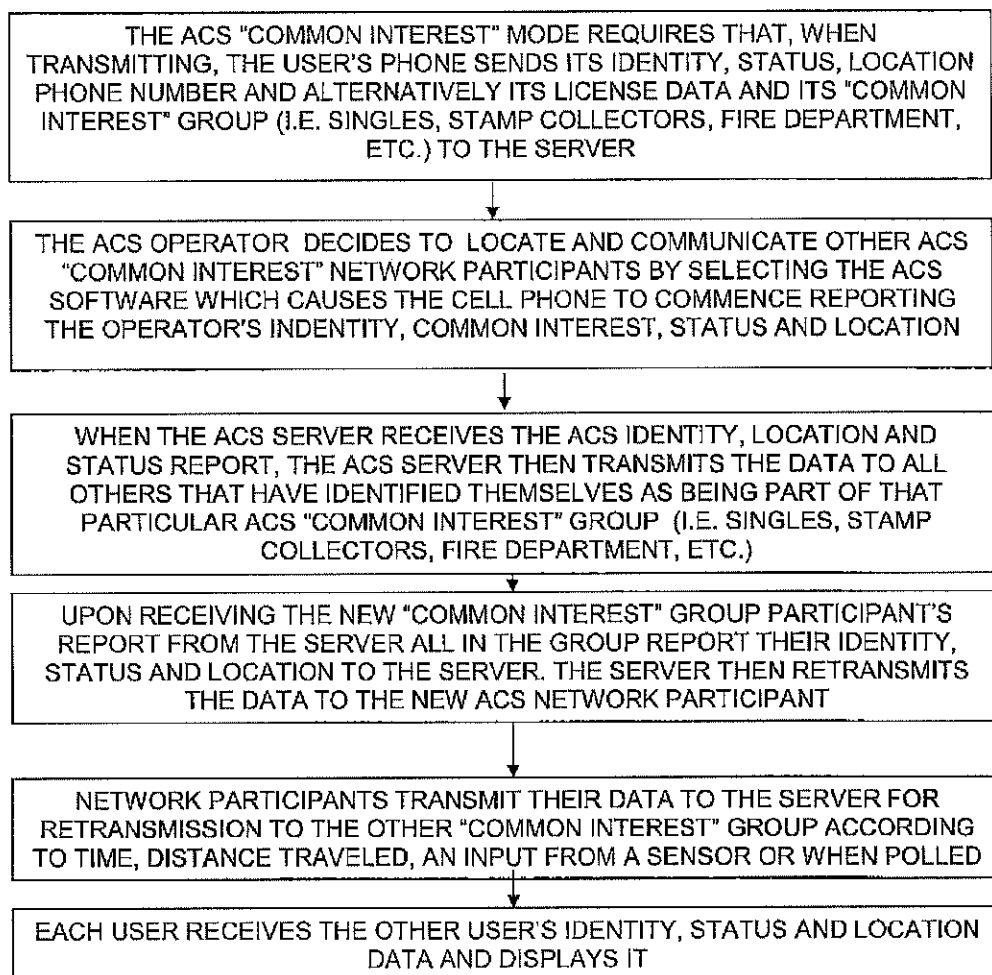 THE ACS "COMMON INTEREST" MODE REQUIRES THAT, WHEN
TRANSMITTING, THE USER'S PHONE SENDS ITS IDENTITY, STATUS, LOCATION
PHONE NUMBER AND ALTERNATIVELY ITS LICENSE DATA AND ITS "COMMON
INTEREST" GROUP (I.E. SINGLES, STAMP COLLECTORS, FIRE DEPARTMENT,
ETC.) TO THE SERVER
THE ACS OPERATOR DECIDES TO LOCATE AND COMMUNICATE OTHER ACS
"COMMON INTEREST" NETWORK PARTICIPANTS BY SELECTING THE ACS
SOFTWARE WHICH CAUSES THE CELL PHONE TO COMMENCE REPORTING
THE OPERATOR'S INDENTITY, COMMON INTEREST, STATUS AND LOCATION
WHEN THE ACS SERVER RECEIVES THE ACS IDENTITY, LOCATION AND
STATUS REPORT, THE ACS SERVER THEN TRANSMITS THE DATA TO ALL
OTHERS THAT HAVE IDENTIFIED THEMSELVES AS BEING PART OF THAT
PARTICULAR ACS "COMMON INTEREST" GROUP (I.E. SINGLES, STAMP
COLLECTORS, FIRE DEPARTMENT, ETC.)
UPON RECEIVING THE NEW "COMMON INTEREST" GROUP PARTICIPANT'S
REPORT FROM THE SERVER ALL IN THE GROUP REPORT THEIR IDENTITY,
STATUS AND LOCATION TO THE SERVER. THE SERVER THEN RETRANSMITS
THE DATA TO THE NEW ACS NETWORK PARTICIPANT
NETWORK PARTICIPANTS TRANSMIT THEIR DATA TO THE SERVER FOR
RETRANSMISSION TO THE OTHER "COMMON INTEREST" GROUP ACCORDING
TO TIME, DISTANCE TRAVELED, AN INPUT FROM A SENSOR OR WHEN POLLED
EACH USER RECEIVES THE OTHER USER'S IDENTITY, STATUS AND LOCATION
DATA AND DISPLAYS IT